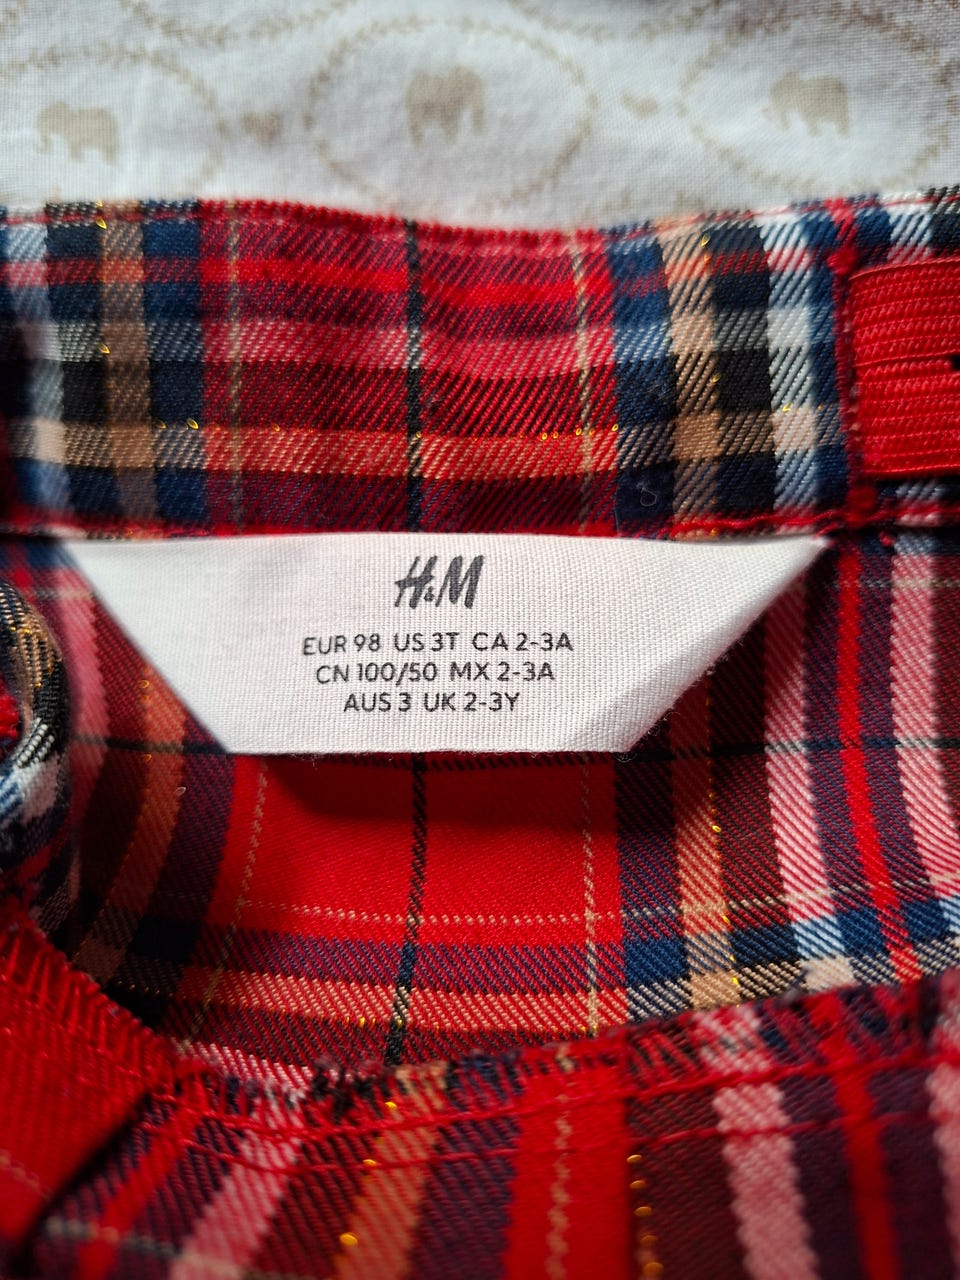 H&M
EUR 98 US 3T CA 2-3A
CN 100/50 MX 2-3A
AUS 3 UK 2-3Y